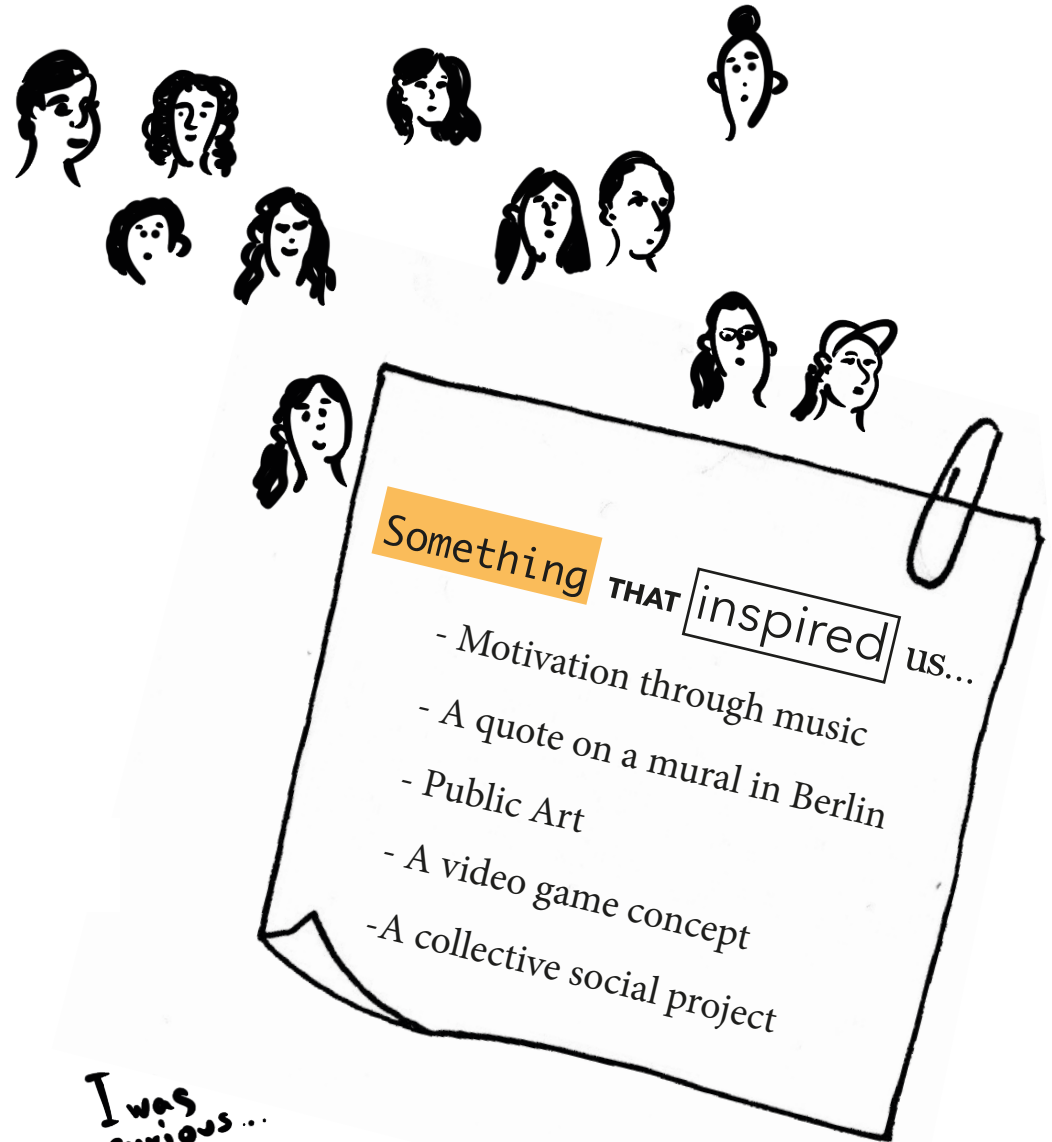 Something THAT inspired us...
- Motivation through music
- A quote on a mural in Berlin
- Public Art
- A video game concept
-A collective social project
I was
curious...